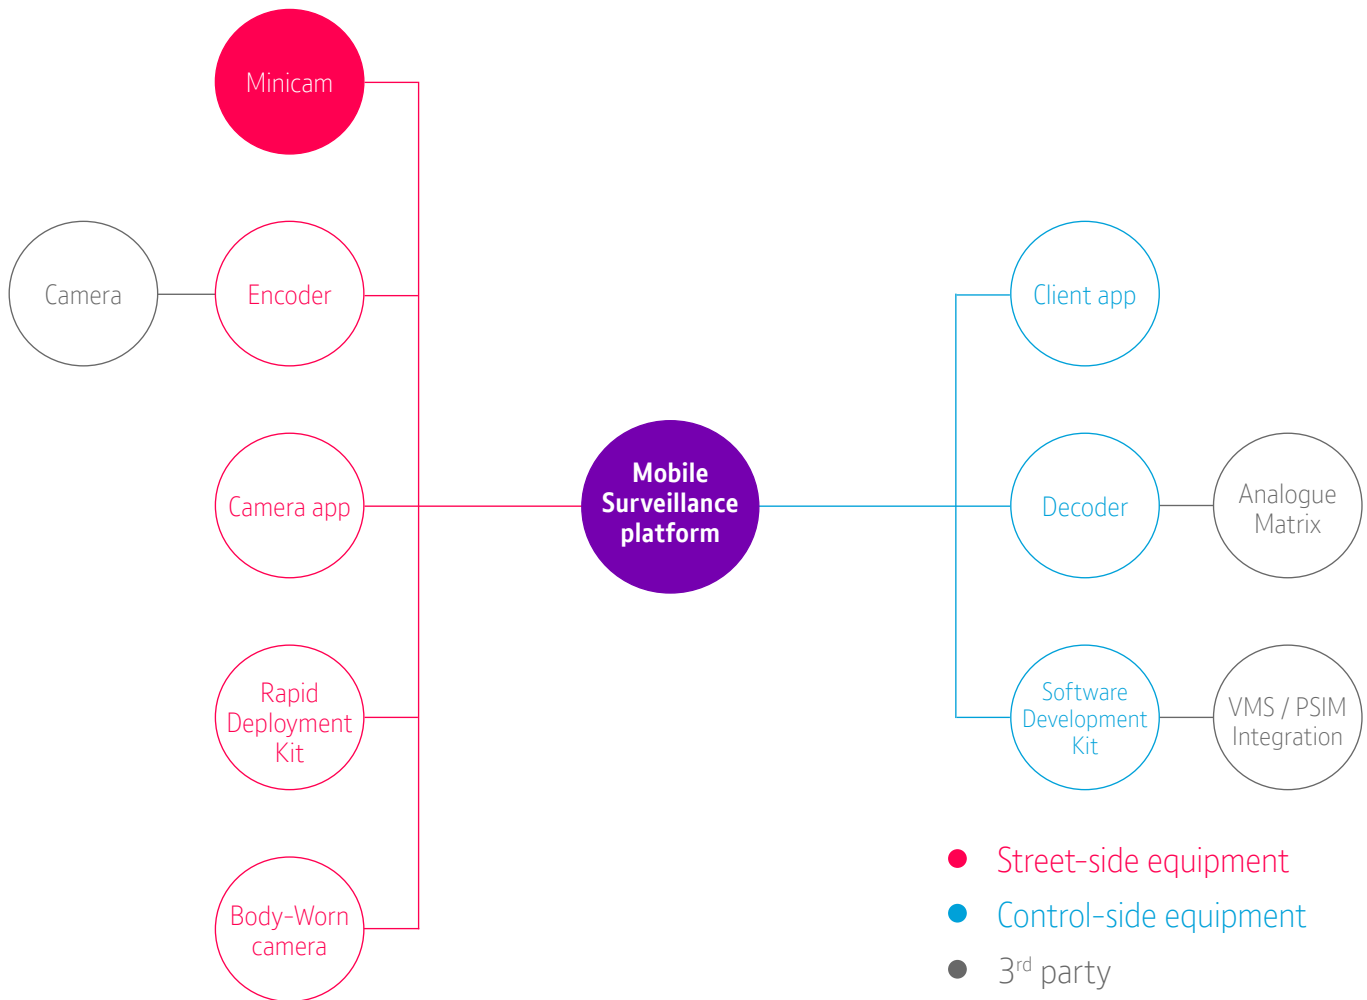 Minicam
Camera
Encoder
Client app
Camera app
Mobile
Surveillance
platform
Decoder
Analogue
Matrix
Rapid
Deployment
Kit
Software
Development
Kit
VMS / PSIM
Integration
Body-Worn
camera
Street-side equipment
Control-side equipment
3rd party